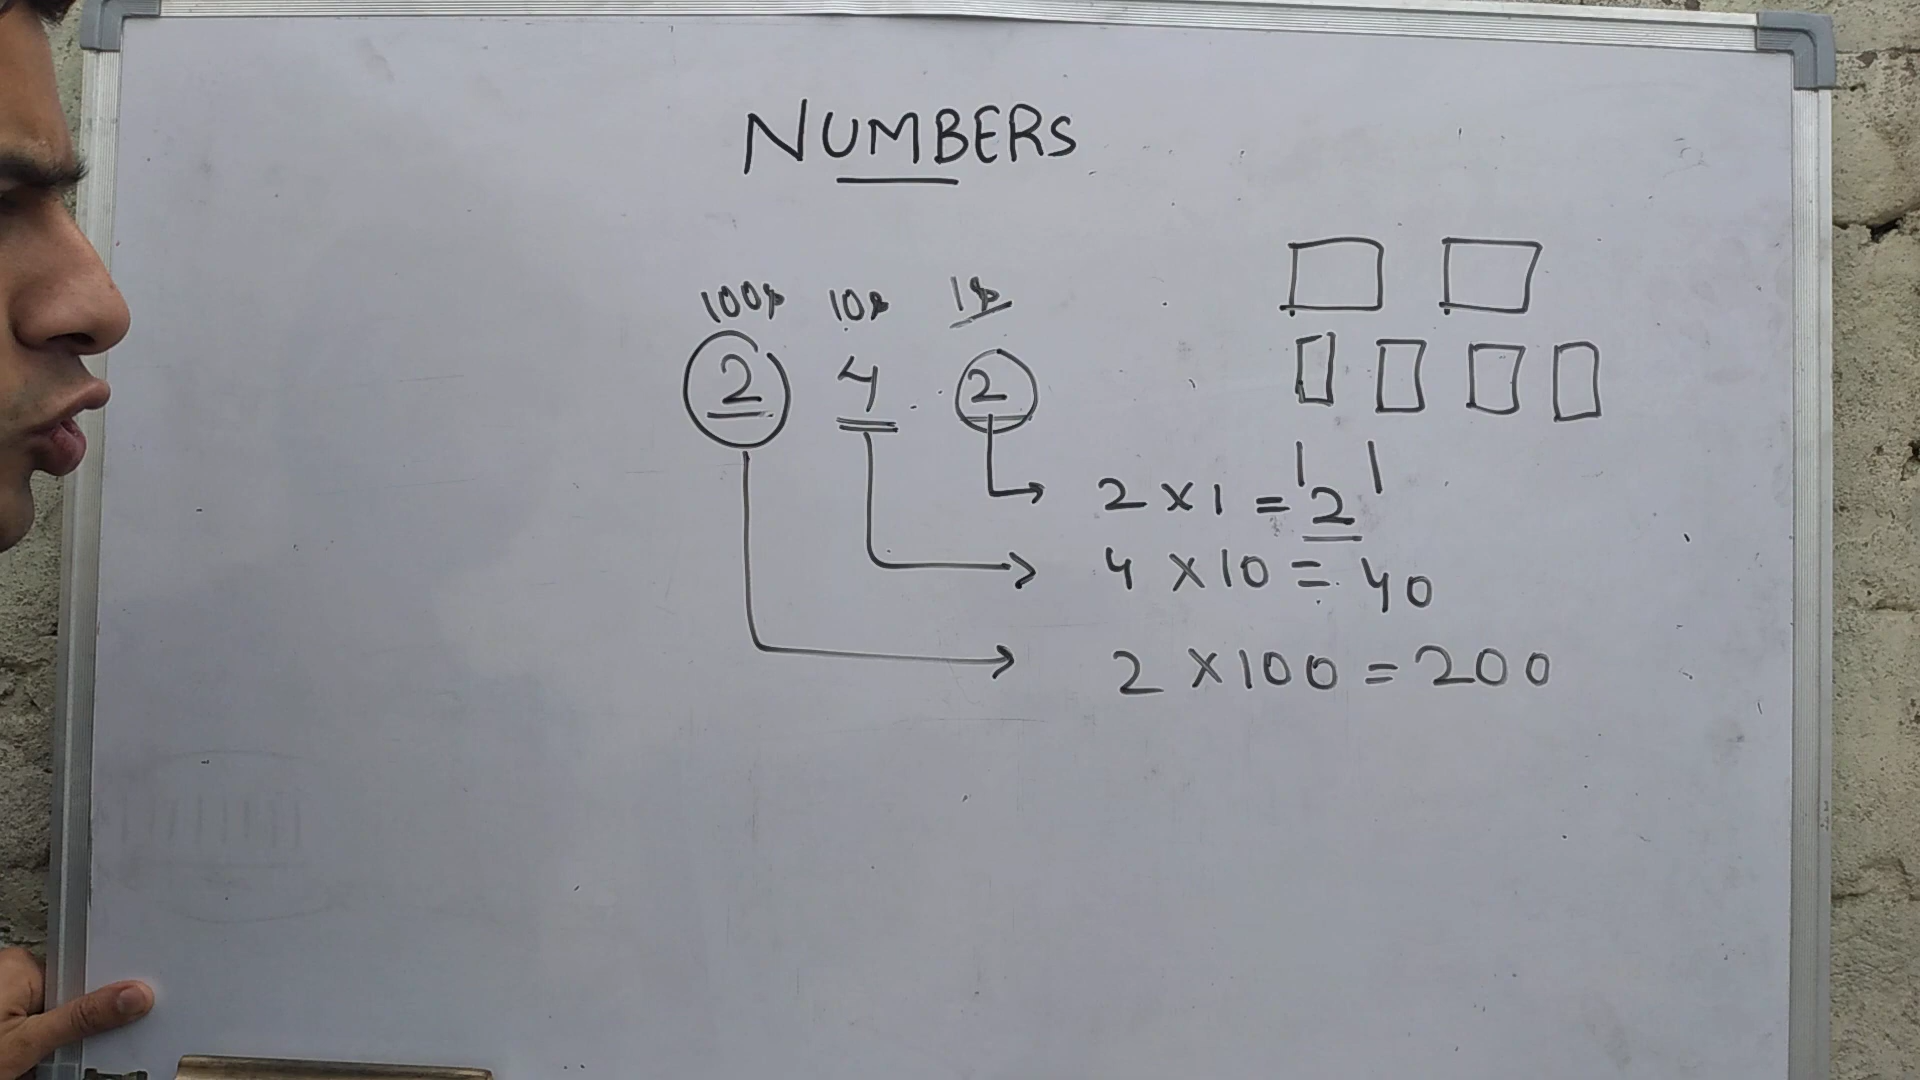 NUMBERS
100s 10s 1s
2 4 2
2 x 1 = 2
4 x 10 = 40
2 x 100 = 200